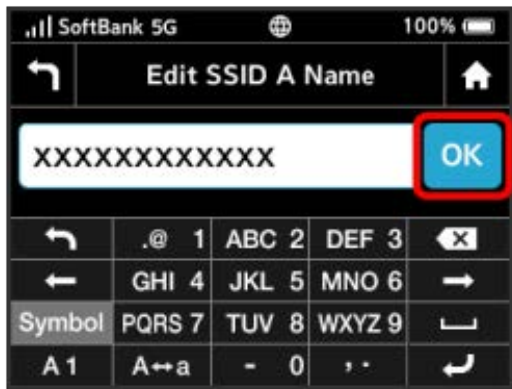 SoftBank 5G 100%
Edit SSID A Name
XXXXXXXXXXXX OK
.@ 1 ABC 2 DEF 3
GHI 4 JKL 5 MNO 6
Symbol PQRS 7 TUV 8 WXYZ 9
A 1 A↔a - 0 , .